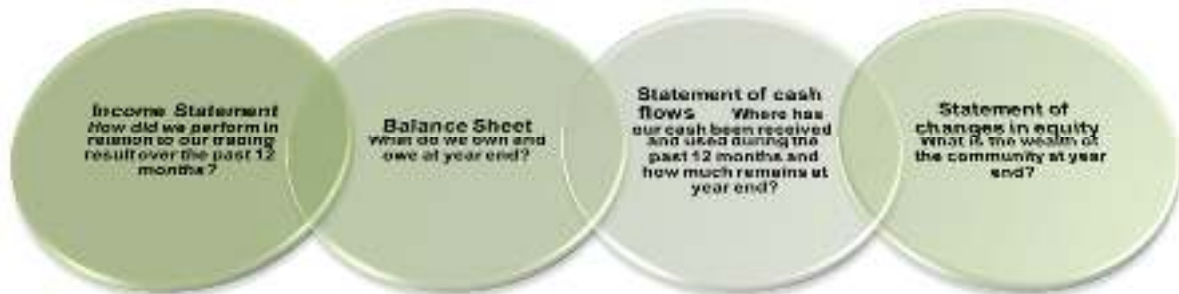 Income Statement
How did we perform in
relation to our trading
result over the past 12
months?
Balance Sheet
What do we own and
owe at year end?
Statement of cash
flows Where has
our cash been received
and used during the
past 12 months and
how much remains at
year end?
Statement of
changes in equity
What is the wealth of
the community at year
end?